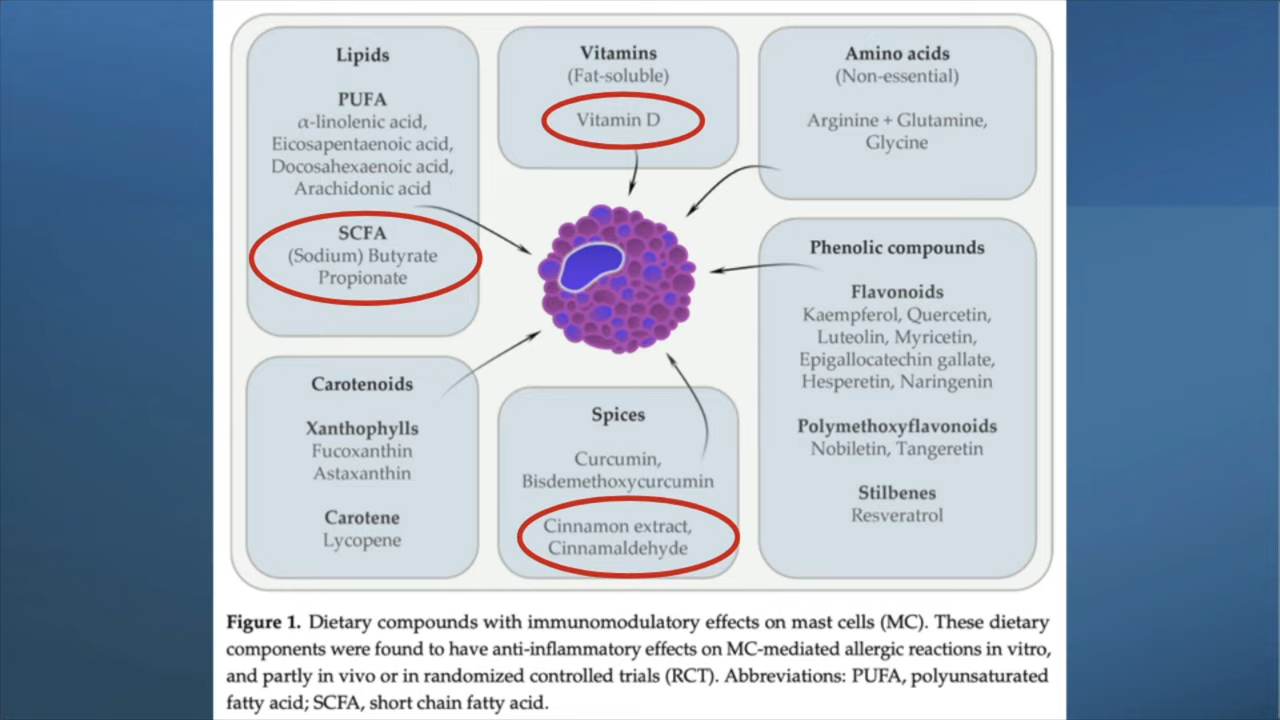 Lipids
PUFA
α-linolenic acid,
Eicosapentaenoic acid,
Docosahexaenoic acid,
Arachidonic acid
SCFA
(Sodium) Butyrate
Propionate
Vitamins
(Fat-soluble)
Vitamin D
Amino acids
(Non-essential)
Arginine + Glutamine,
Glycine
Phenolic compounds
Flavonoids
Kaempferol, Quercetin,
Luteolin, Myricetin,
Epigallocatechin gallate,
Hesperetin, Naringenin
Polymethoxyflavonoids
Nobiletin, Tangeretin
Stilbenes
Resveratrol
Carotenoids
Xanthophylls
Fucoxanthin
Astaxanthin
Carotene
Lycopene
Spices
Curcumin,
Bisdemethoxycurcumin
Cinnamon extract,
Cinnamaldehyde
Figure 1. Dietary compounds with immunomodulatory effects on mast cells (MC). These dietary
components were found to have anti-inflammatory effects on MC-mediated allergic reactions in vitro,
and partly in vivo or in randomized controlled trials (RCT). Abbreviations: PUFA, polyunsaturated
fatty acid; SCFA, short chain fatty acid.